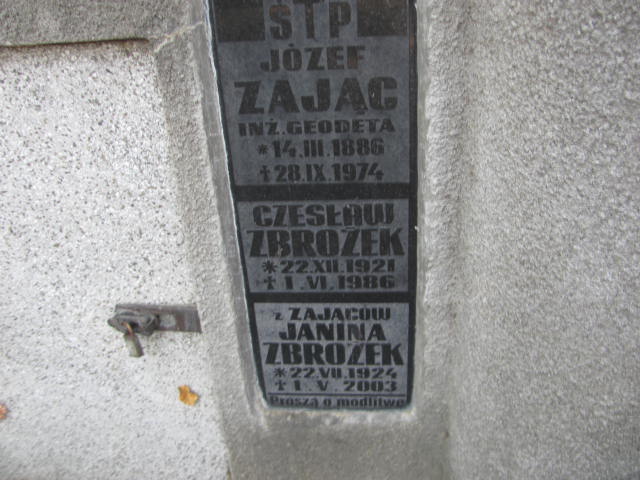 STP
JÓZEF
ZAJĄC
INŻ. GEODETA
* 14.III.1886
† 28.IX.1974
CZESŁAW
ZBROŻEK
* 22.XII.1921
† 1.VI.1986
z ZAJĄCÓW
JANINA
ZBROŻEK
* 22.VII.1924
† 1.V.2003
Proszą o modlitwę